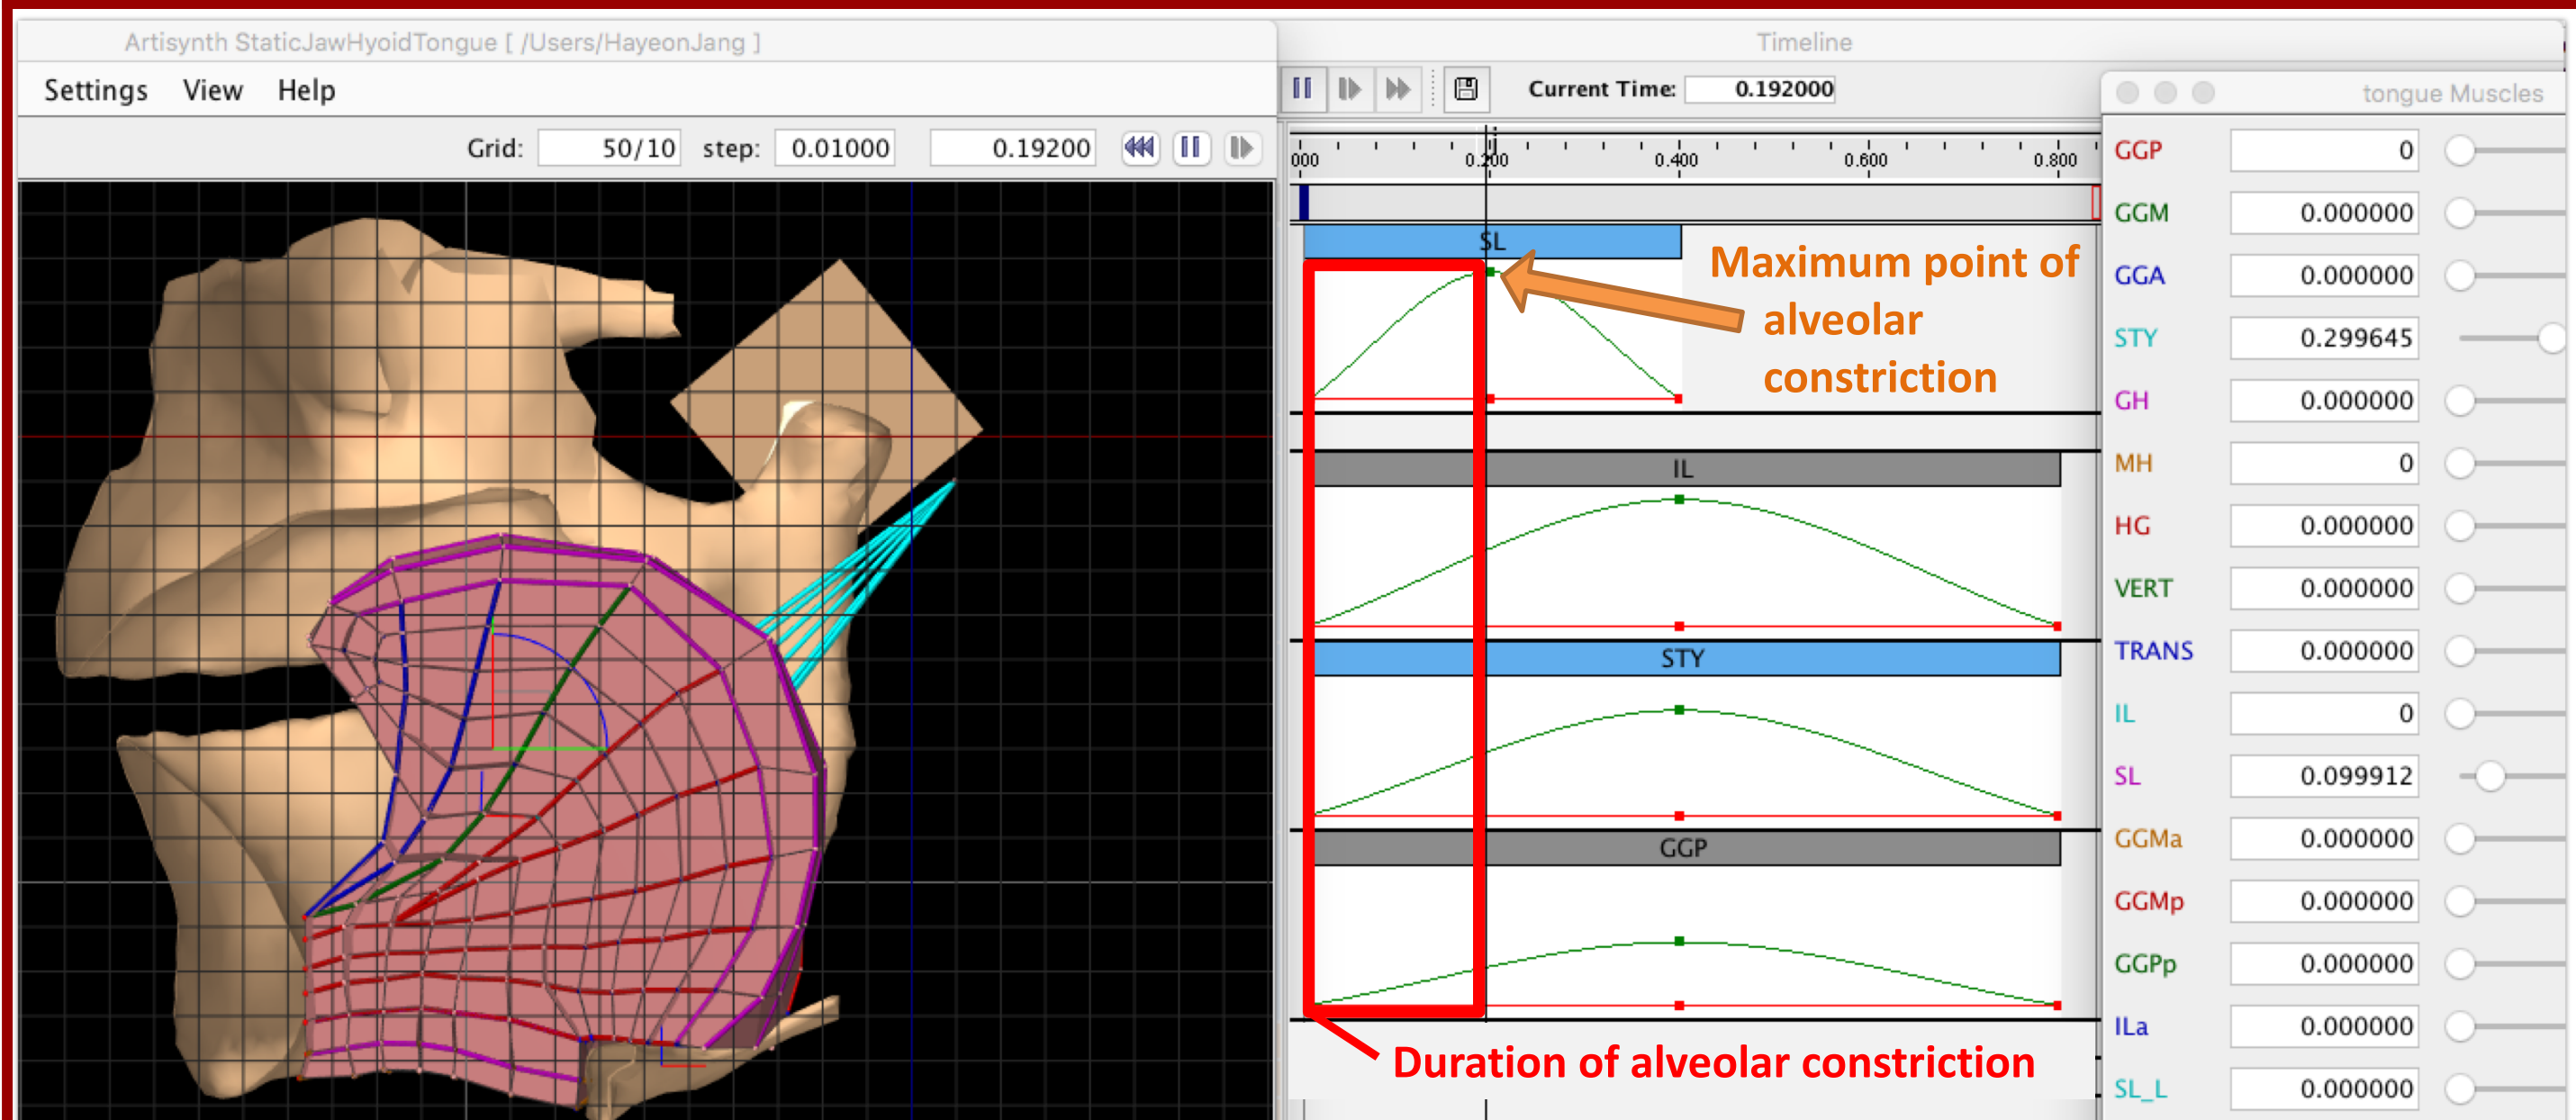 Artisynth StaticJawHyoidTongue [ /Users/HayeonJang ]
Settings View Help
Grid: 50/10 step: 0.01000 0.19200
Timeline
Current Time: 0.192000
000 0.200 0.400 0.600 0.800
SL
Maximum point of
alveolar
constriction
IL
STY
GGP
Duration of alveolar constriction
tongue Muscles
GGP 0
GGM 0.000000
GGA 0.000000
STY 0.299645
GH 0.000000
MH 0
HG 0.000000
VERT 0.000000
TRANS 0.000000
IL 0
SL 0.099912
GGMa 0.000000
GGMp 0.000000
GGPp 0.000000
ILa 0.000000
SL_L 0.000000